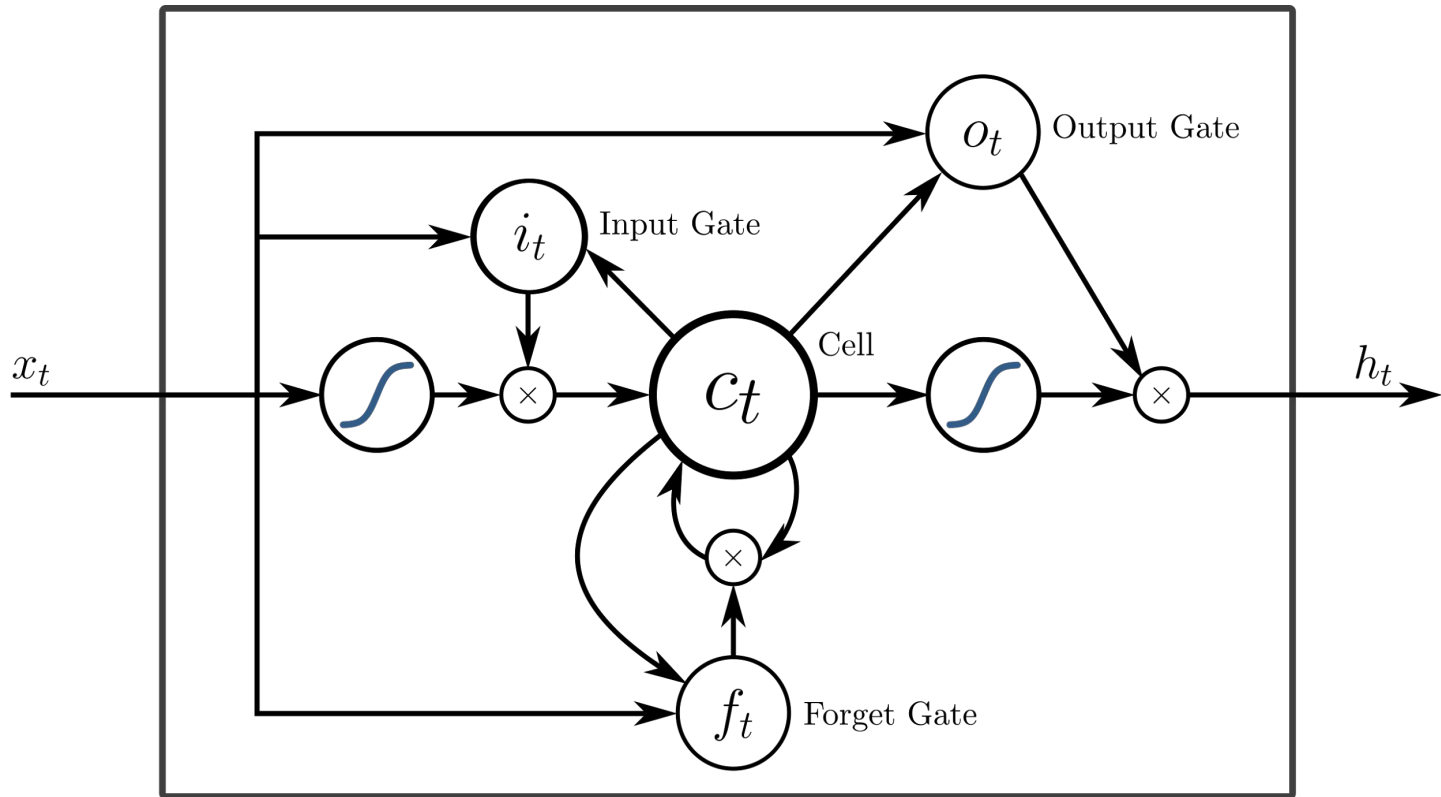 o_t Output Gate
i_t Input Gate
x_t
Cell
h_t
c_t
×
×
×
f_t Forget Gate